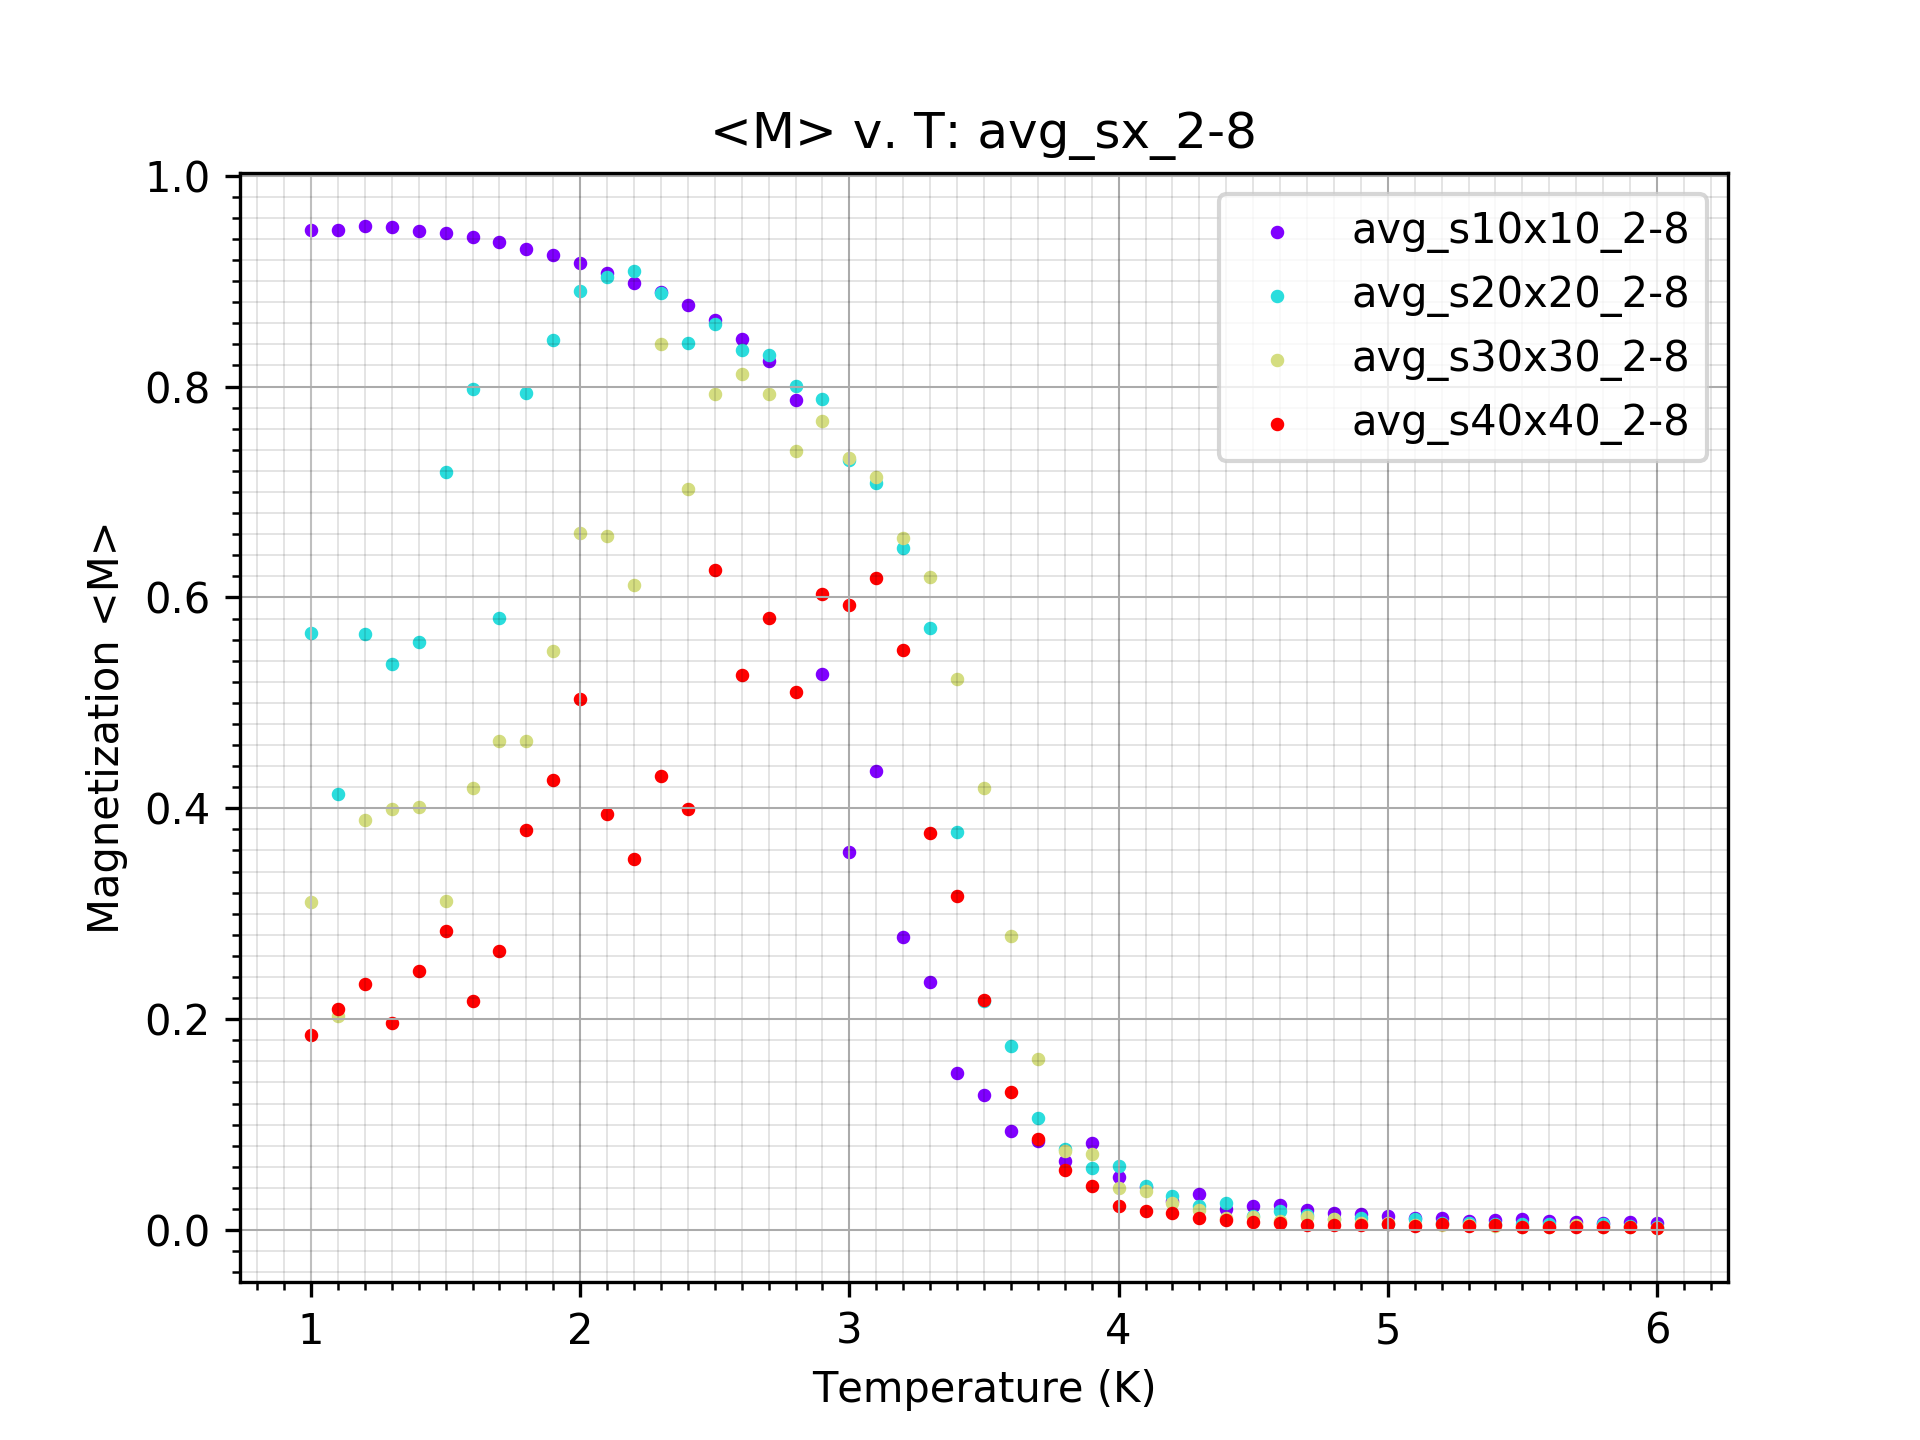 <M> v. T: avg_sx_2-8
avg_s10x10_2-8
avg_s20x20_2-8
avg_s30x30_2-8
avg_s40x40_2-8
Magnetization <M>
1.0
0.8
0.6
0.4
0.2
0.0
1 2 3 4 5 6
Temperature (K)